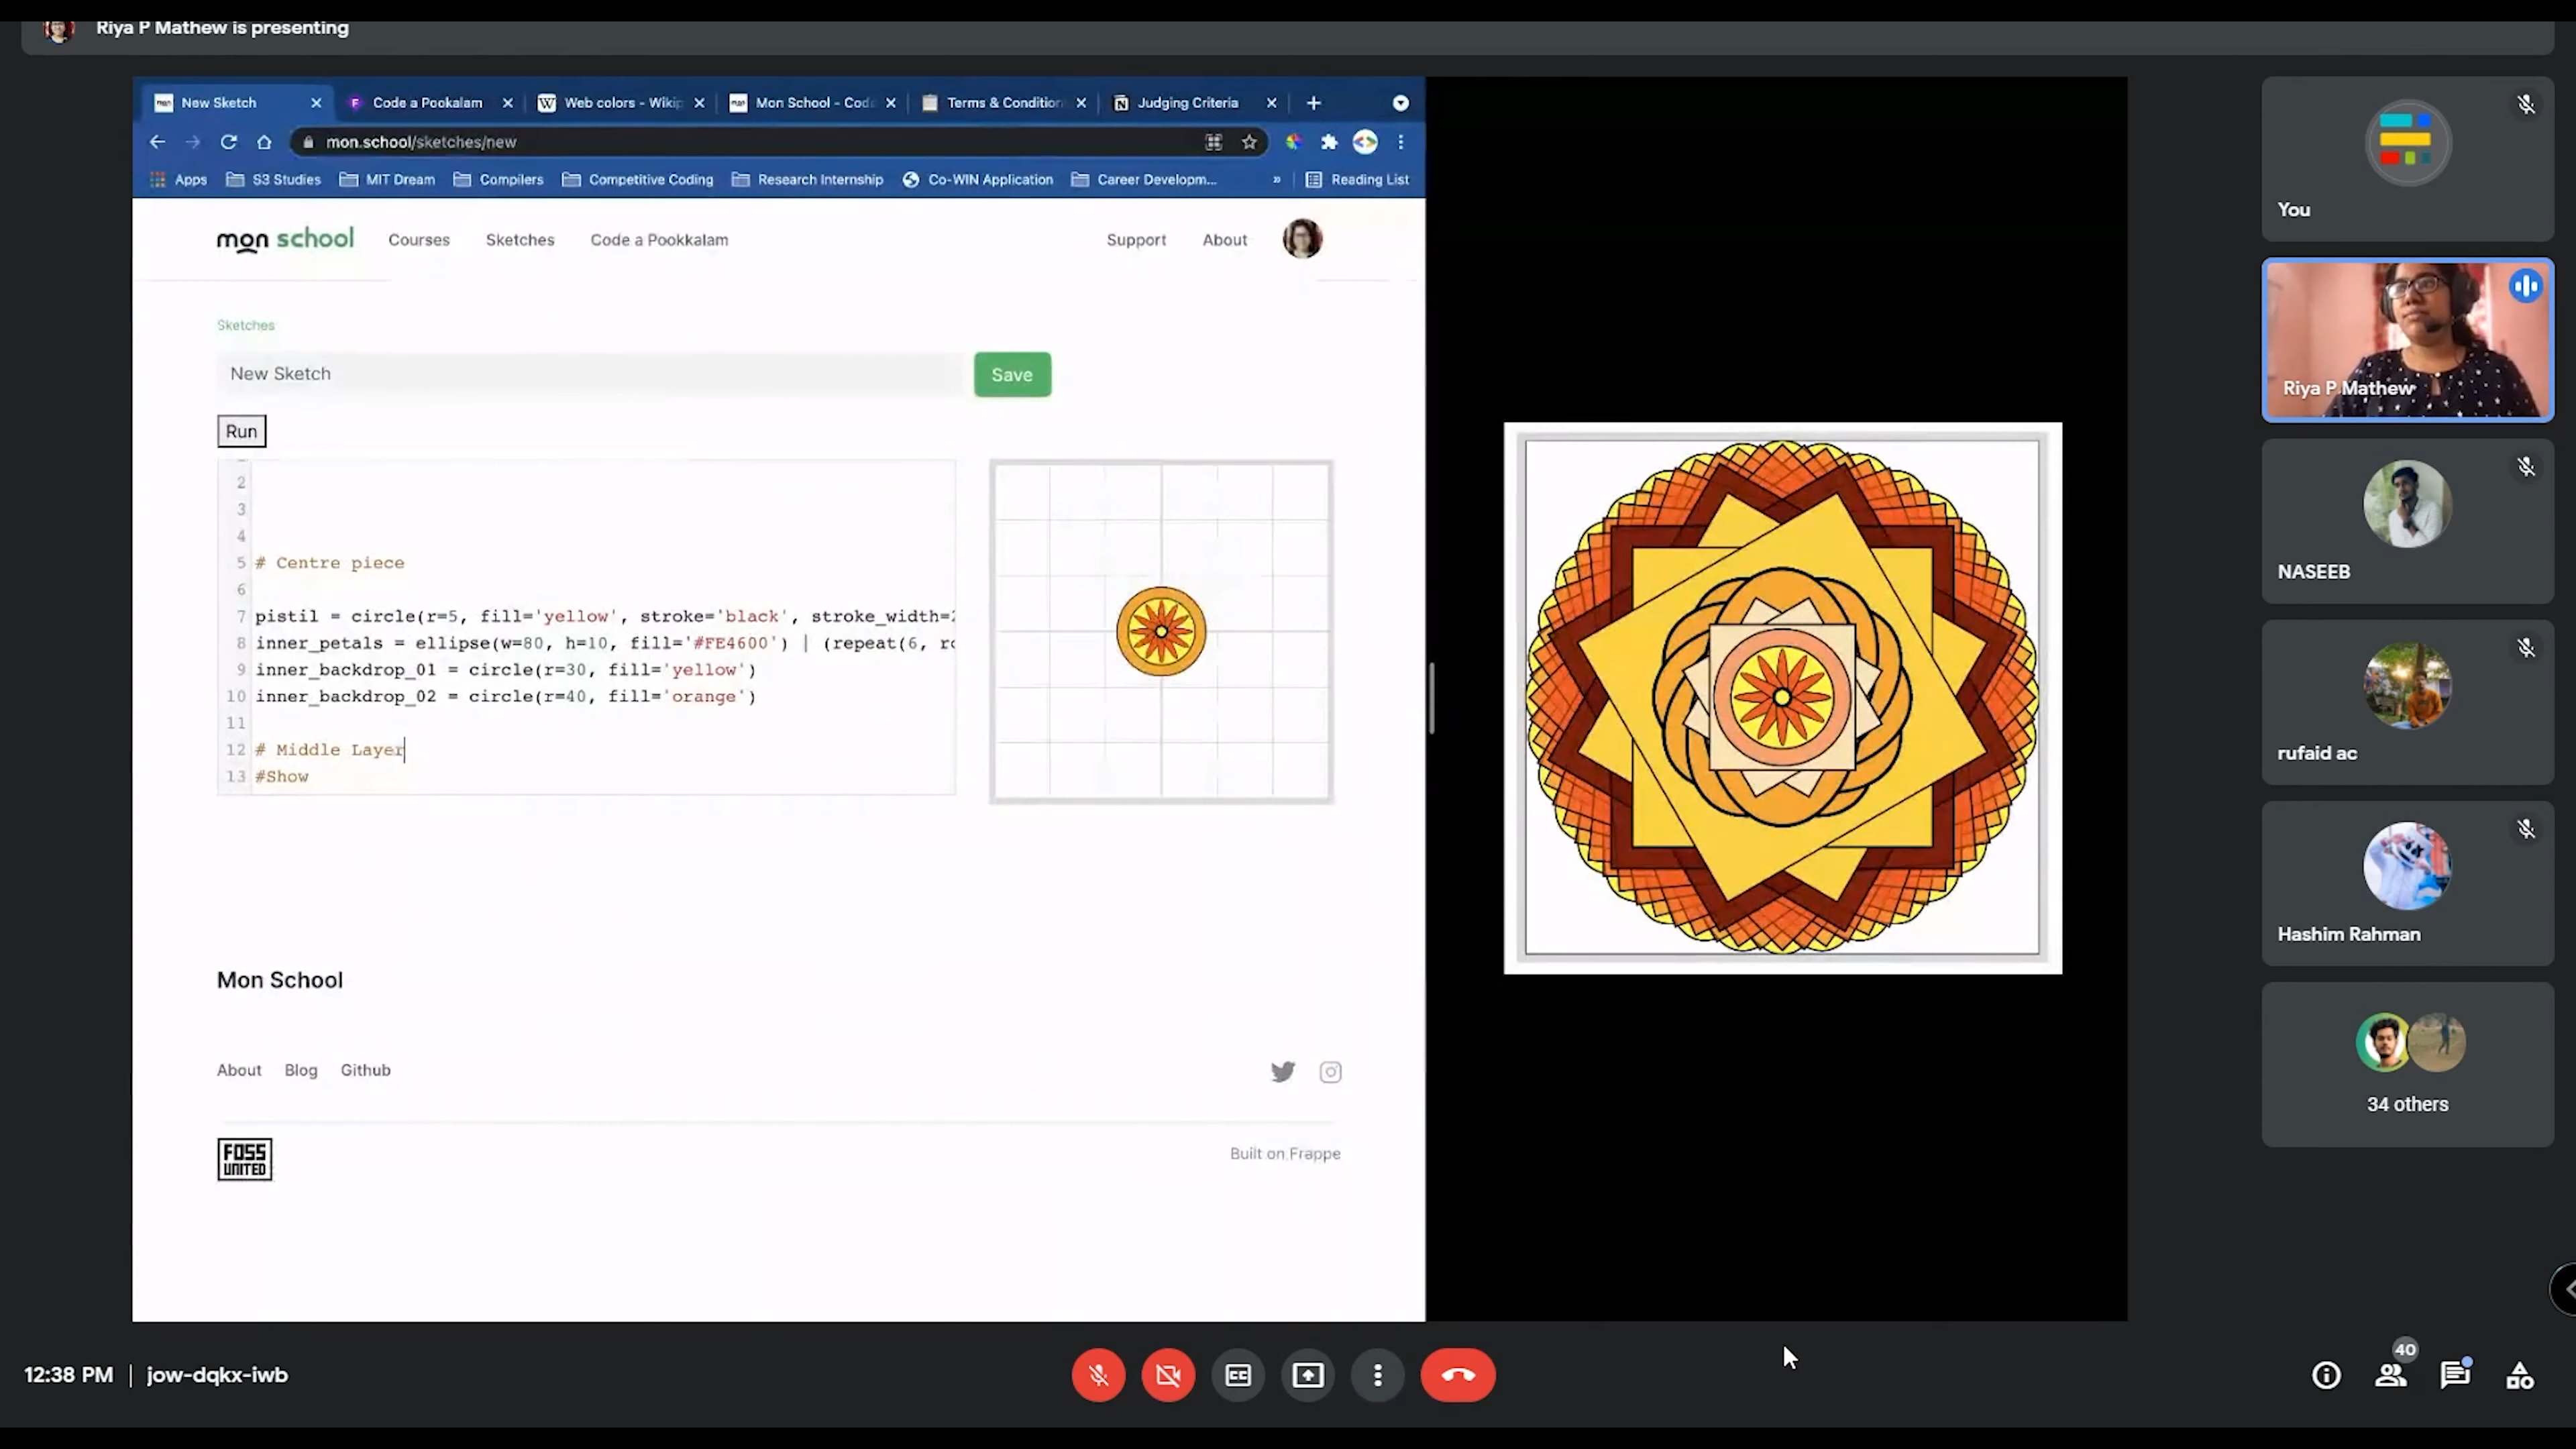 Riya P Mathew is presenting
New Sketch
Code a Pookalam
Web colors - Wikip
Mon School - Code
Terms & Condition
Judging Criteria
mon.school/sketches/new
Apps
S3 Studies
MIT Dream
Compilers
Competitive Coding
Research Internship
Co-WIN Application
Career Developm...
»
Reading List
mon school
Courses
Sketches
Code a Pookkalam
Support
About
Sketches
New Sketch
Save
Run
2
3
4
5 # Centre piece
6
7 pistil = circle(r=5, fill='yellow', stroke='black', stroke_width=2
8 inner_petals = ellipse(w=80, h=10, fill='#FE4600') | (repeat(6, ro
9 inner_backdrop_01 = circle(r=30, fill='yellow')
10 inner_backdrop_02 = circle(r=40, fill='orange')
11
12 # Middle Layer
13 #Show
Mon School
About
Blog
Github
FOSS
UNITED
Built on Frappe
You
Riya P Mathew
NASEEB
rufaid ac
Hashim Rahman
34 others
12:38 PM | jow-dqkx-iwb
CC
40